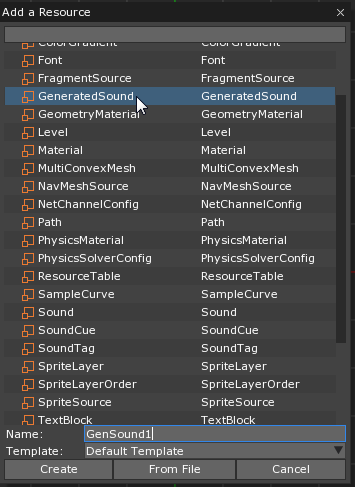 Add a Resource
ColorGradient ColorGradient
Font Font
FragmentSource FragmentSource
GeneratedSound GeneratedSound
GeometryMaterial GeometryMaterial
Level Level
Material Material
MultiConvexMesh MultiConvexMesh
NavMeshSource NavMeshSource
NetChannelConfig NetChannelConfig
Path Path
PhysicsMaterial PhysicsMaterial
PhysicsSolverConfig PhysicsSolverConfig
ResourceTable ResourceTable
SampleCurve SampleCurve
Sound Sound
SoundCue SoundCue
SoundTag SoundTag
SpriteLayer SpriteLayer
SpriteLayerOrder SpriteLayerOrder
SpriteSource SpriteSource
TextBlock TextBlock
Name: GenSound1
Template: Default Template
Create From File Cancel